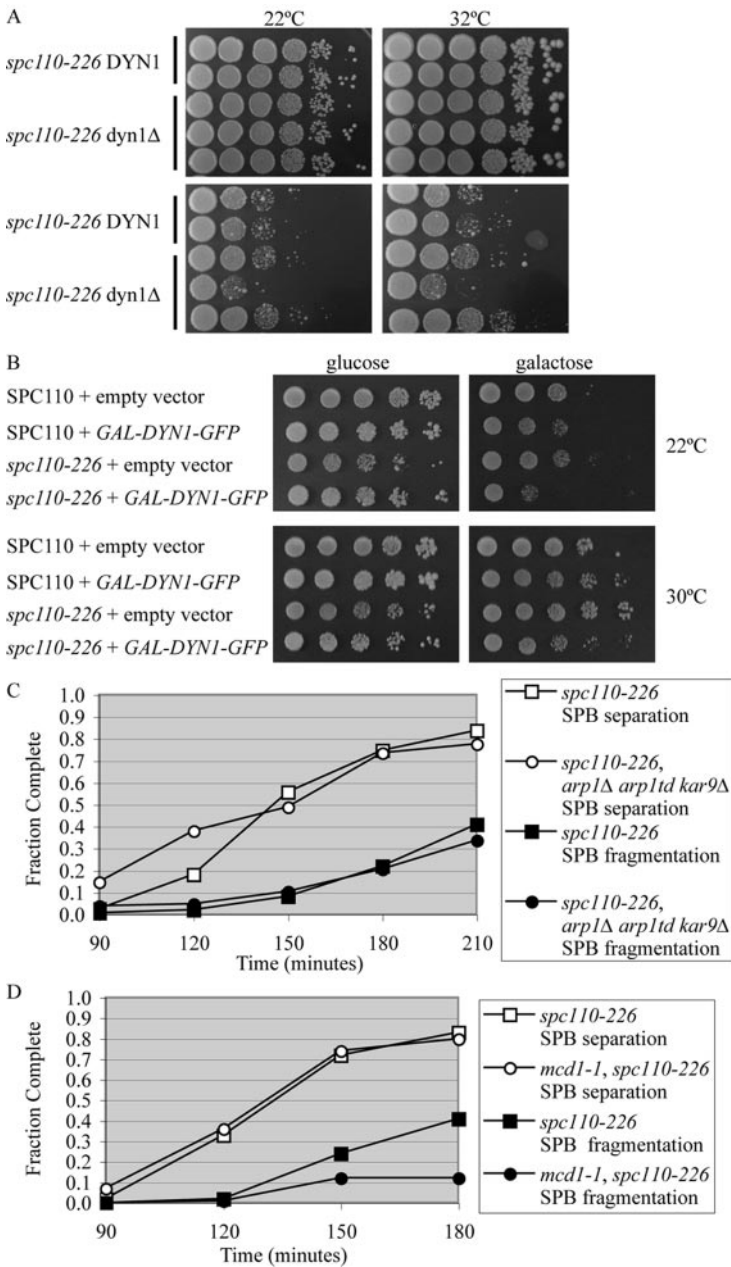 A
22ºC
32ºC
spc110-226 DYN1
spc110-226 dyn1Δ
spc110-226 DYN1
spc110-226 dyn1Δ
B
glucose
galactose
SPC110 + empty vector
SPC110 + GAL-DYN1-GFP
spc110-226 + empty vector
spc110-226 + GAL-DYN1-GFP
22ºC
SPC110 + empty vector
SPC110 + GAL-DYN1-GFP
spc110-226 + empty vector
spc110-226 + GAL-DYN1-GFP
30ºC
C
Fraction Complete
1.0
0.9
0.8
0.7
0.6
0.5
0.4
0.3
0.2
0.1
0.0
90
120
150
180
210
Time (minutes)
spc110-226
SPB separation
spc110-226,
arp1Δ arp1td kar9Δ
SPB separation
spc110-226
SPB fragmentation
spc110-226,
arp1Δ arp1td kar9Δ
SPB fragmentation
D
Fraction Complete
1.0
0.9
0.8
0.7
0.6
0.5
0.4
0.3
0.2
0.1
0.0
90
120
150
180
Time (minutes)
spc110-226
SPB separation
mcd1-1, spc110-226
SPB separation
spc110-226
SPB fragmentation
mcd1-1, spc110-226
SPB fragmentation